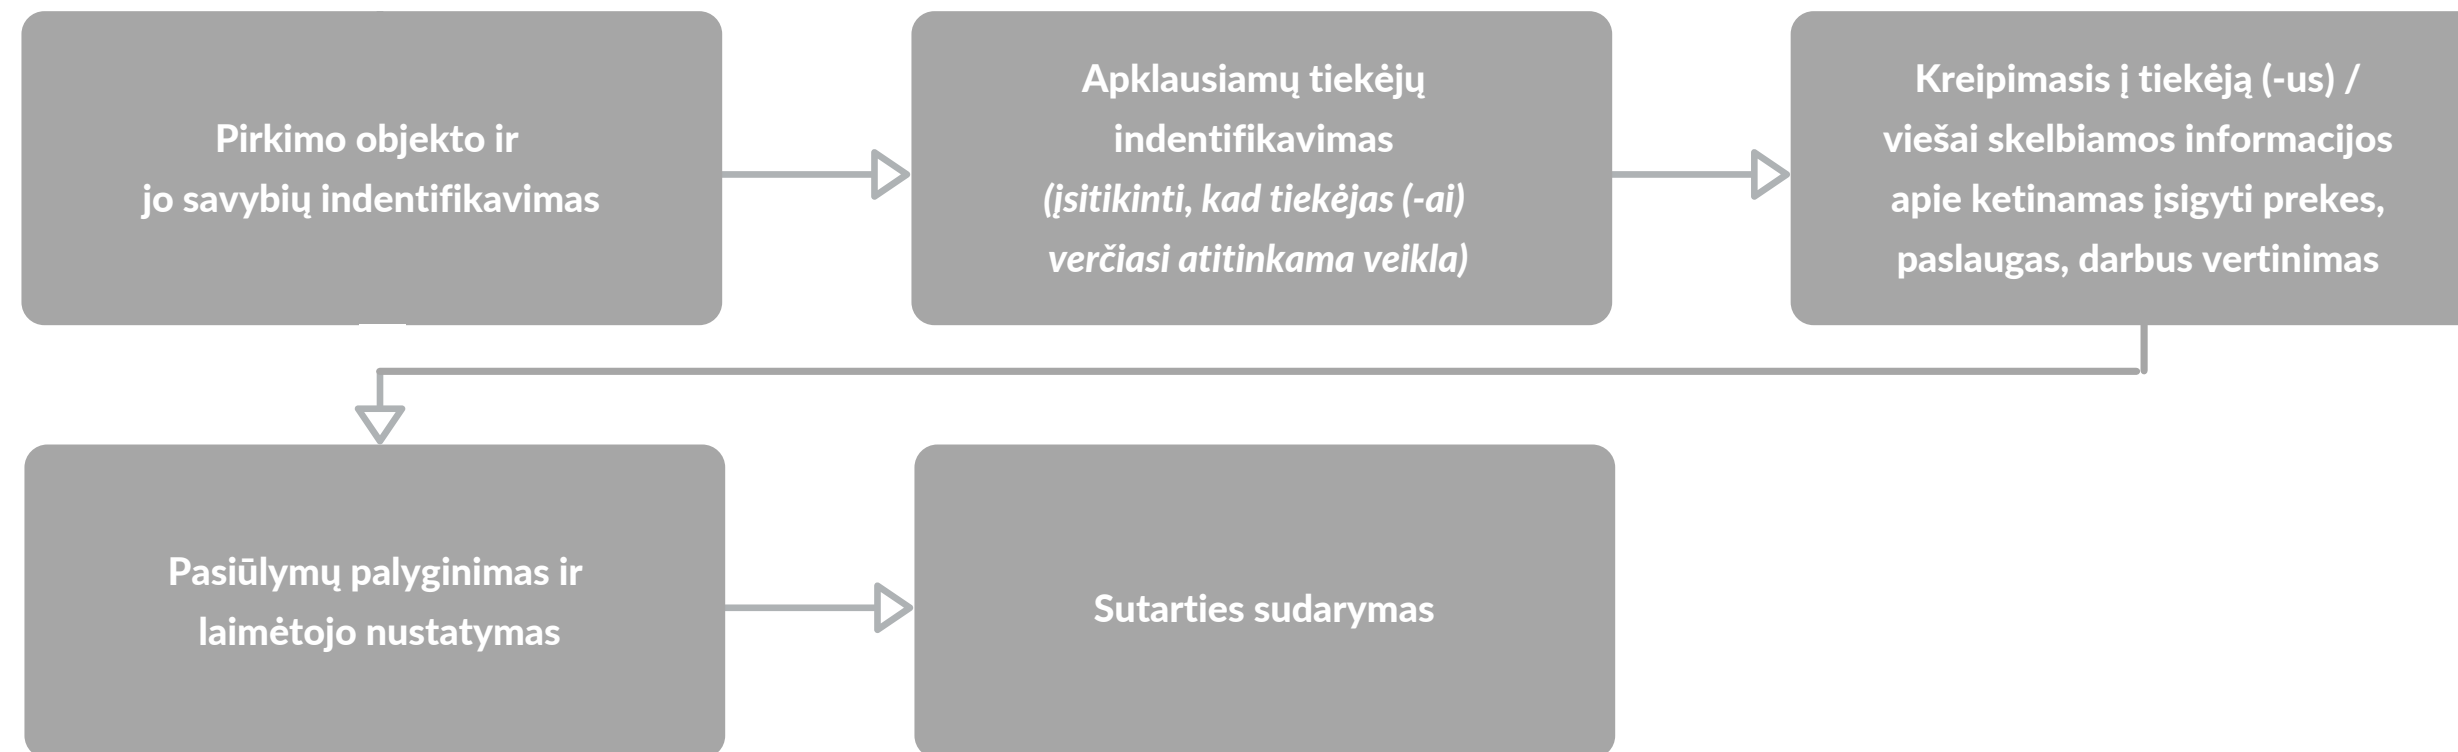 Pirkimo objekto ir
jo savybių indentifikavimas
Apklausiamų tiekėjų
indentifikavimas
(įsitikinti, kad tiekėjas (-ai)
verčiasi atitinkama veikla)
Kreipimasis į tiekėją (-us) /
viešai skelbiamos informacijos
apie ketinamas įsigyti prekes,
paslaugas, darbus vertinimas
Pasiūlymų palyginimas ir
laimėtojo nustatymas
Sutarties sudarymas